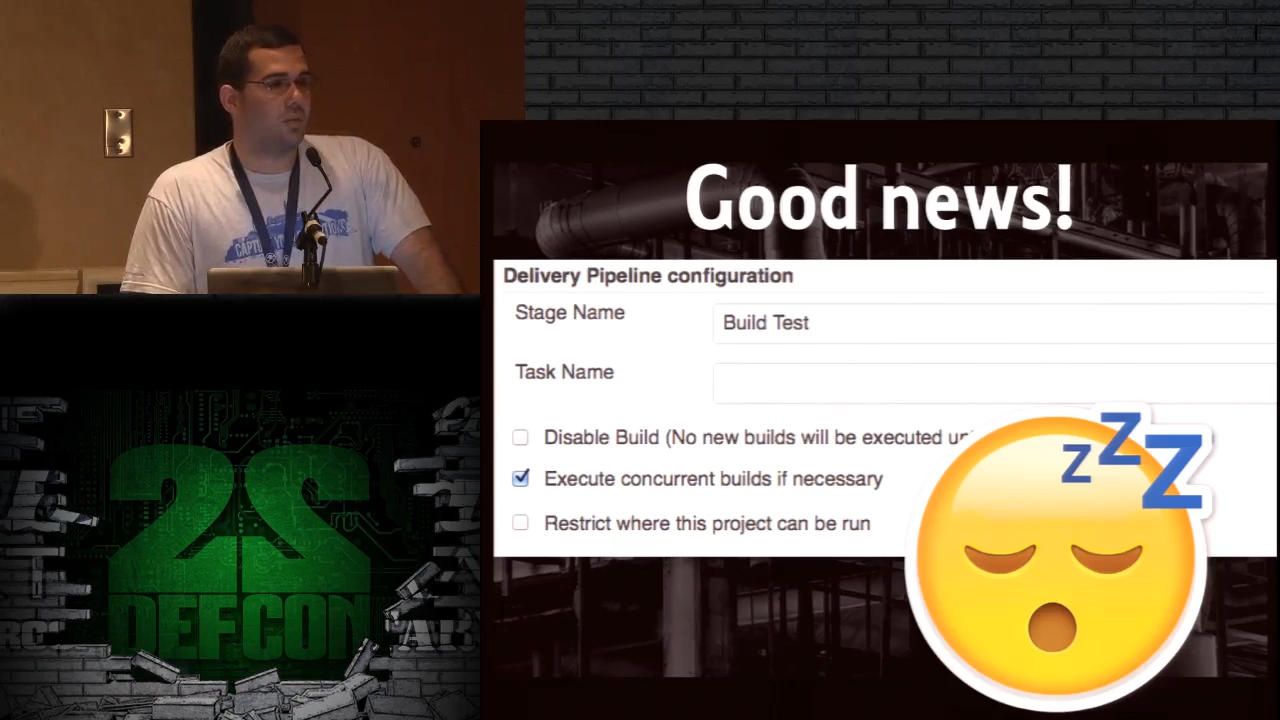 Good news!
Delivery Pipeline configuration
Stage Name
Build Test
Task Name
Disable Build (No new builds will be executed
Execute concurrent builds if necessary
Restrict where this project can be run
z Z Z
22
DEFCON